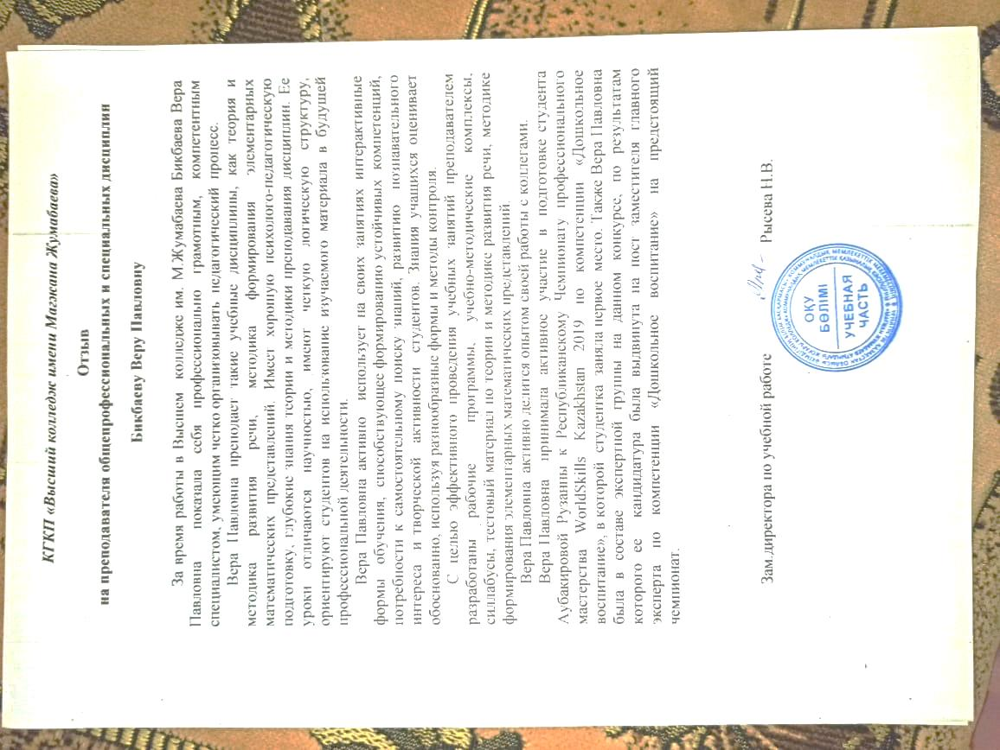 КГКП «Высший колледж имени Магжана Жумабаева»
Отзыв
на преподавателя общепрофессиональных и специальных дисциплин
Бикбаеву Веру Павловну
За время работы в Высшем колледже им. М.Жумабаева Бикбаева Вера
Павловна показала себя профессионально грамотным, компетентным
специалистом, умеющим четко организовывать педагогический процесс.
Вера Павловна преподает такие учебные дисциплины, как теория и
методика развития речи, методика формирования элементарных
математических представлений. Имеет хорошую психолого-педагогическую
подготовку, глубокие знания теории и методики преподавания дисциплин. Ее
уроки отличаются научностью, имеют четкую логическую структуру,
ориентируют студентов на использование изучаемого материала в будущей
профессиональной деятельности.
Вера Павловна активно использует на своих занятиях интерактивные
формы обучения, способствующее формированию устойчивых компетенций,
потребности к самостоятельному поиску знаний, развитию познавательного
интереса и творческой активности студентов. Знания учащихся оценивает
обоснованно, используя разнообразные формы и методы контроля.
С целью эффективного проведения учебных занятий преподавателем
разработаны рабочие программы, учебно-методические комплексы,
силлабусы, тестовый материал по теории и методике развития речи, методике
формирования элементарных математических представлений.
Вера Павловна активно делится опытом своей работы с коллегами.
Вера Павловна принимала активное участие в подготовке студента
Аубакировой Рузанны к Республиканскому Чемпионату профессионального
мастерства WorldSkills Kazakhstan 2019 по компетенции «Дошкольное
воспитание», в которой студентка заняла первое место. Также Вера Павловна
была в составе экспертной группы на данном конкурсе, по результатам
которого ее кандидатура была выдвинута на пост заместителя главного
эксперта по компетенции «Дошкольное воспитание» на предстоящий
чемпионат.
Зам.директора по учебной работе Рысева Н.В.
ОҚУ
БӨЛІМІ
УЧЕБНАЯ
ЧАСТЬ